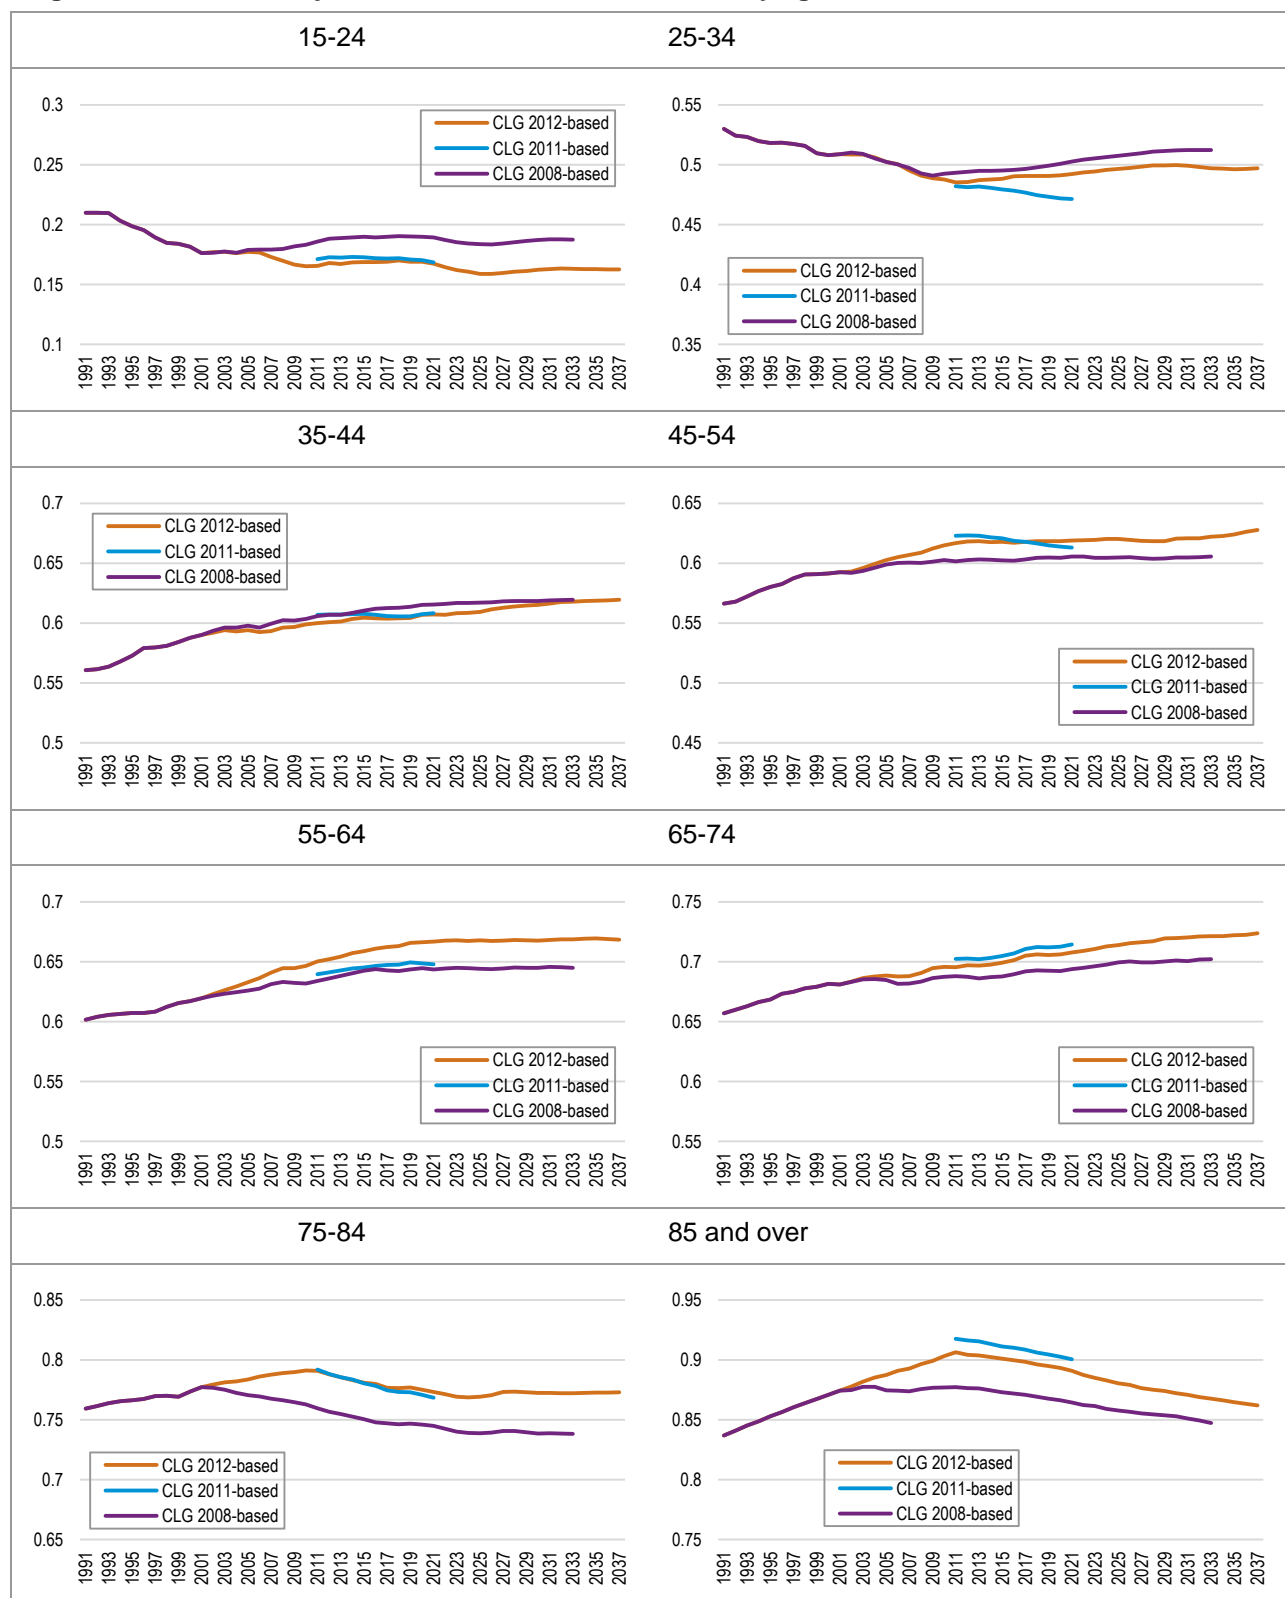 15-24 25-34
0.3
0.25
0.2
0.15
0.1
CLG 2012-based
CLG 2011-based
CLG 2008-based
1991 1993 1995 1997 1999 2001 2003 2005 2007 2009 2011 2013 2015 2017 2019 2021 2023 2025 2027 2029 2031 2033 2035 2037
0.55
0.5
0.45
0.4
0.35
CLG 2012-based
CLG 2011-based
CLG 2008-based
1991 1993 1995 1997 1999 2001 2003 2005 2007 2009 2011 2013 2015 2017 2019 2021 2023 2025 2027 2029 2031 2033 2035 2037
35-44 45-54
0.7
0.65
0.6
0.55
0.5
CLG 2012-based
CLG 2011-based
CLG 2008-based
1991 1993 1995 1997 1999 2001 2003 2005 2007 2009 2011 2013 2015 2017 2019 2021 2023 2025 2027 2029 2031 2033 2035 2037
0.65
0.6
0.55
0.5
0.45
CLG 2012-based
CLG 2011-based
CLG 2008-based
1991 1993 1995 1997 1999 2001 2003 2005 2007 2009 2011 2013 2015 2017 2019 2021 2023 2025 2027 2029 2031 2033 2035 2037
55-64 65-74
0.7
0.65
0.6
0.55
0.5
CLG 2012-based
CLG 2011-based
CLG 2008-based
1991 1993 1995 1997 1999 2001 2003 2005 2007 2009 2011 2013 2015 2017 2019 2021 2023 2025 2027 2029 2031 2033 2035 2037
0.75
0.7
0.65
0.6
0.55
CLG 2012-based
CLG 2011-based
CLG 2008-based
1991 1993 1995 1997 1999 2001 2003 2005 2007 2009 2011 2013 2015 2017 2019 2021 2023 2025 2027 2029 2031 2033 2035 2037
75-84 85 and over
0.85
0.8
0.75
0.7
0.65
CLG 2012-based
CLG 2011-based
CLG 2008-based
1991 1993 1995 1997 1999 2001 2003 2005 2007 2009 2011 2013 2015 2017 2019 2021 2023 2025 2027 2029 2031 2033 2035 2037
0.95
0.9
0.85
0.8
0.75
CLG 2012-based
CLG 2011-based
CLG 2008-based
1991 1993 1995 1997 1999 2001 2003 2005 2007 2009 2011 2013 2015 2017 2019 2021 2023 2025 2027 2029 2031 2033 2035 2037